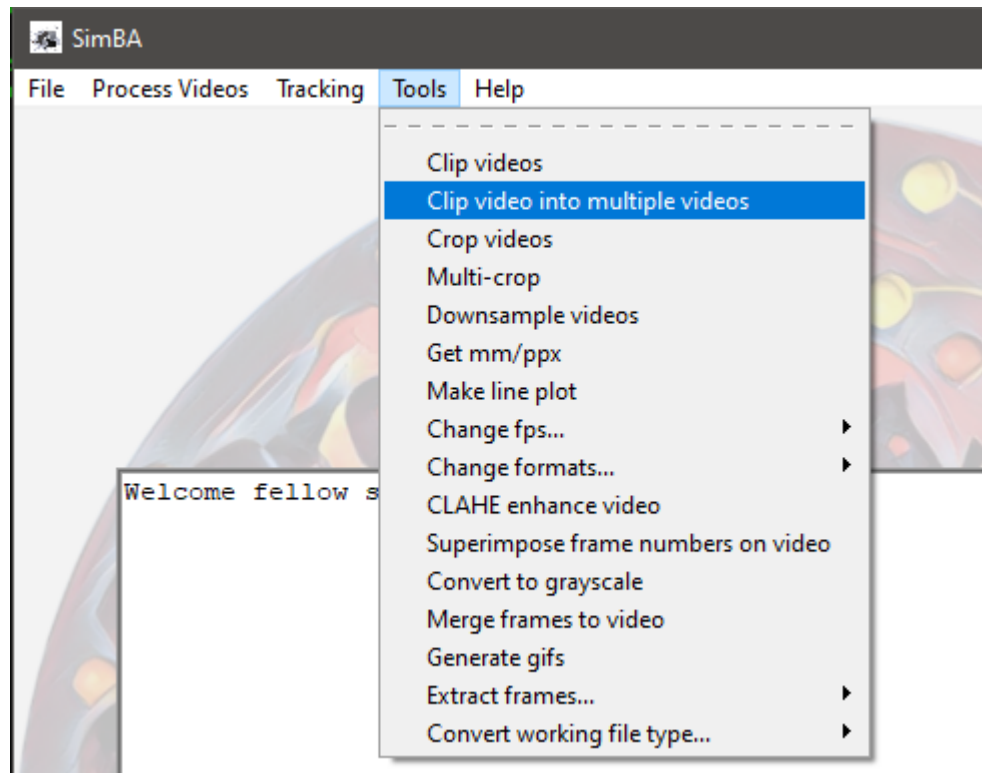 SimBA
File Process Videos Tracking Tools Help
Clip videos
Clip video into multiple videos
Crop videos
Multi-crop
Downsample videos
Get mm/ppx
Make line plot
Change fps...
Change formats...
CLAHE enhance video
Superimpose frame numbers on video
Convert to grayscale
Merge frames to video
Generate gifs
Extract frames...
Convert working file type...
Welcome fellow s